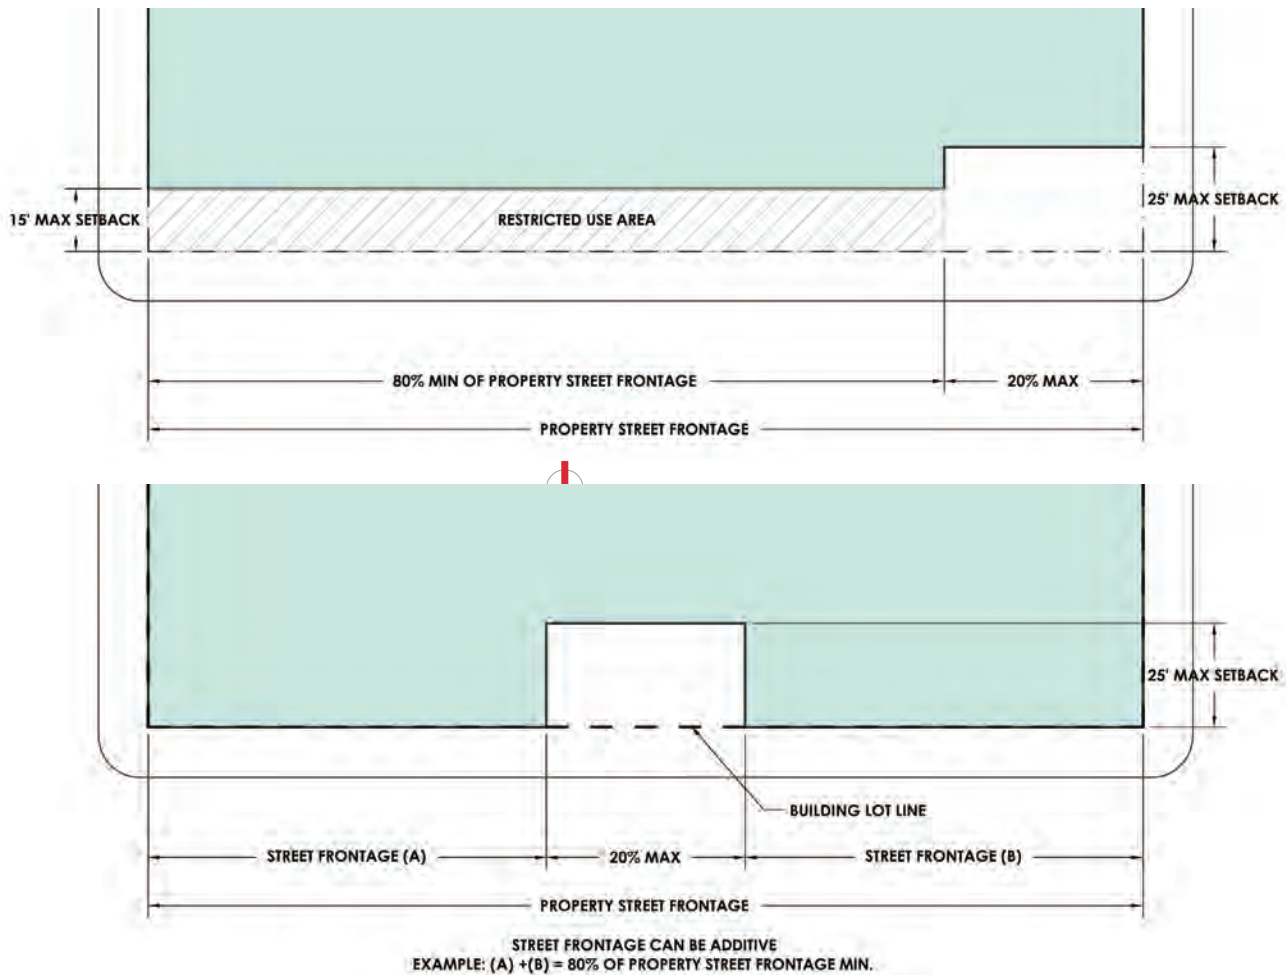 15' MAX SETBACK
RESTRICTED USE AREA
25' MAX SETBACK
80% MIN OF PROPERTY STREET FRONTAGE
20% MAX
PROPERTY STREET FRONTAGE
25' MAX SETBACK
BUILDING LOT LINE
STREET FRONTAGE (A)
20% MAX
STREET FRONTAGE (B)
PROPERTY STREET FRONTAGE
STREET FRONTAGE CAN BE ADDITIVE
EXAMPLE: (A) +(B) = 80% OF PROPERTY STREET FRONTAGE MIN.